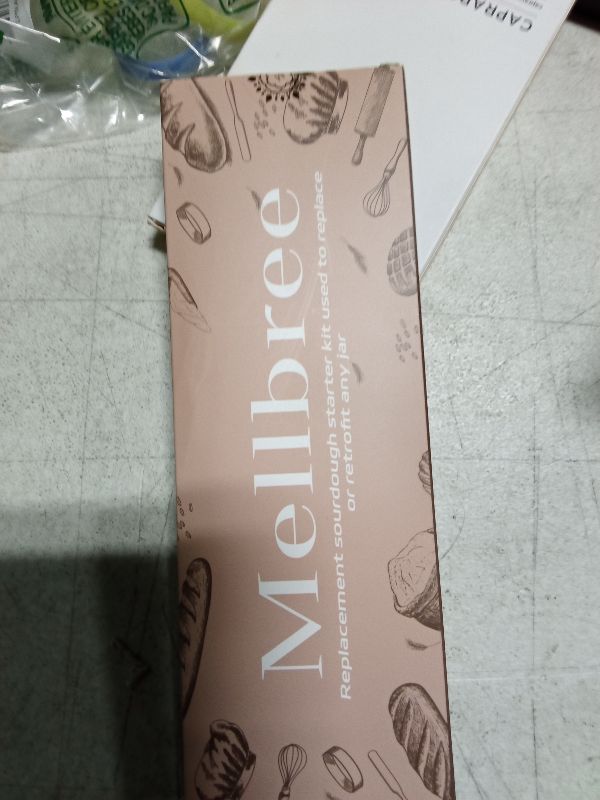 Mellbree
Replacement sourdough starter kit used to replace
or retrofit any jar